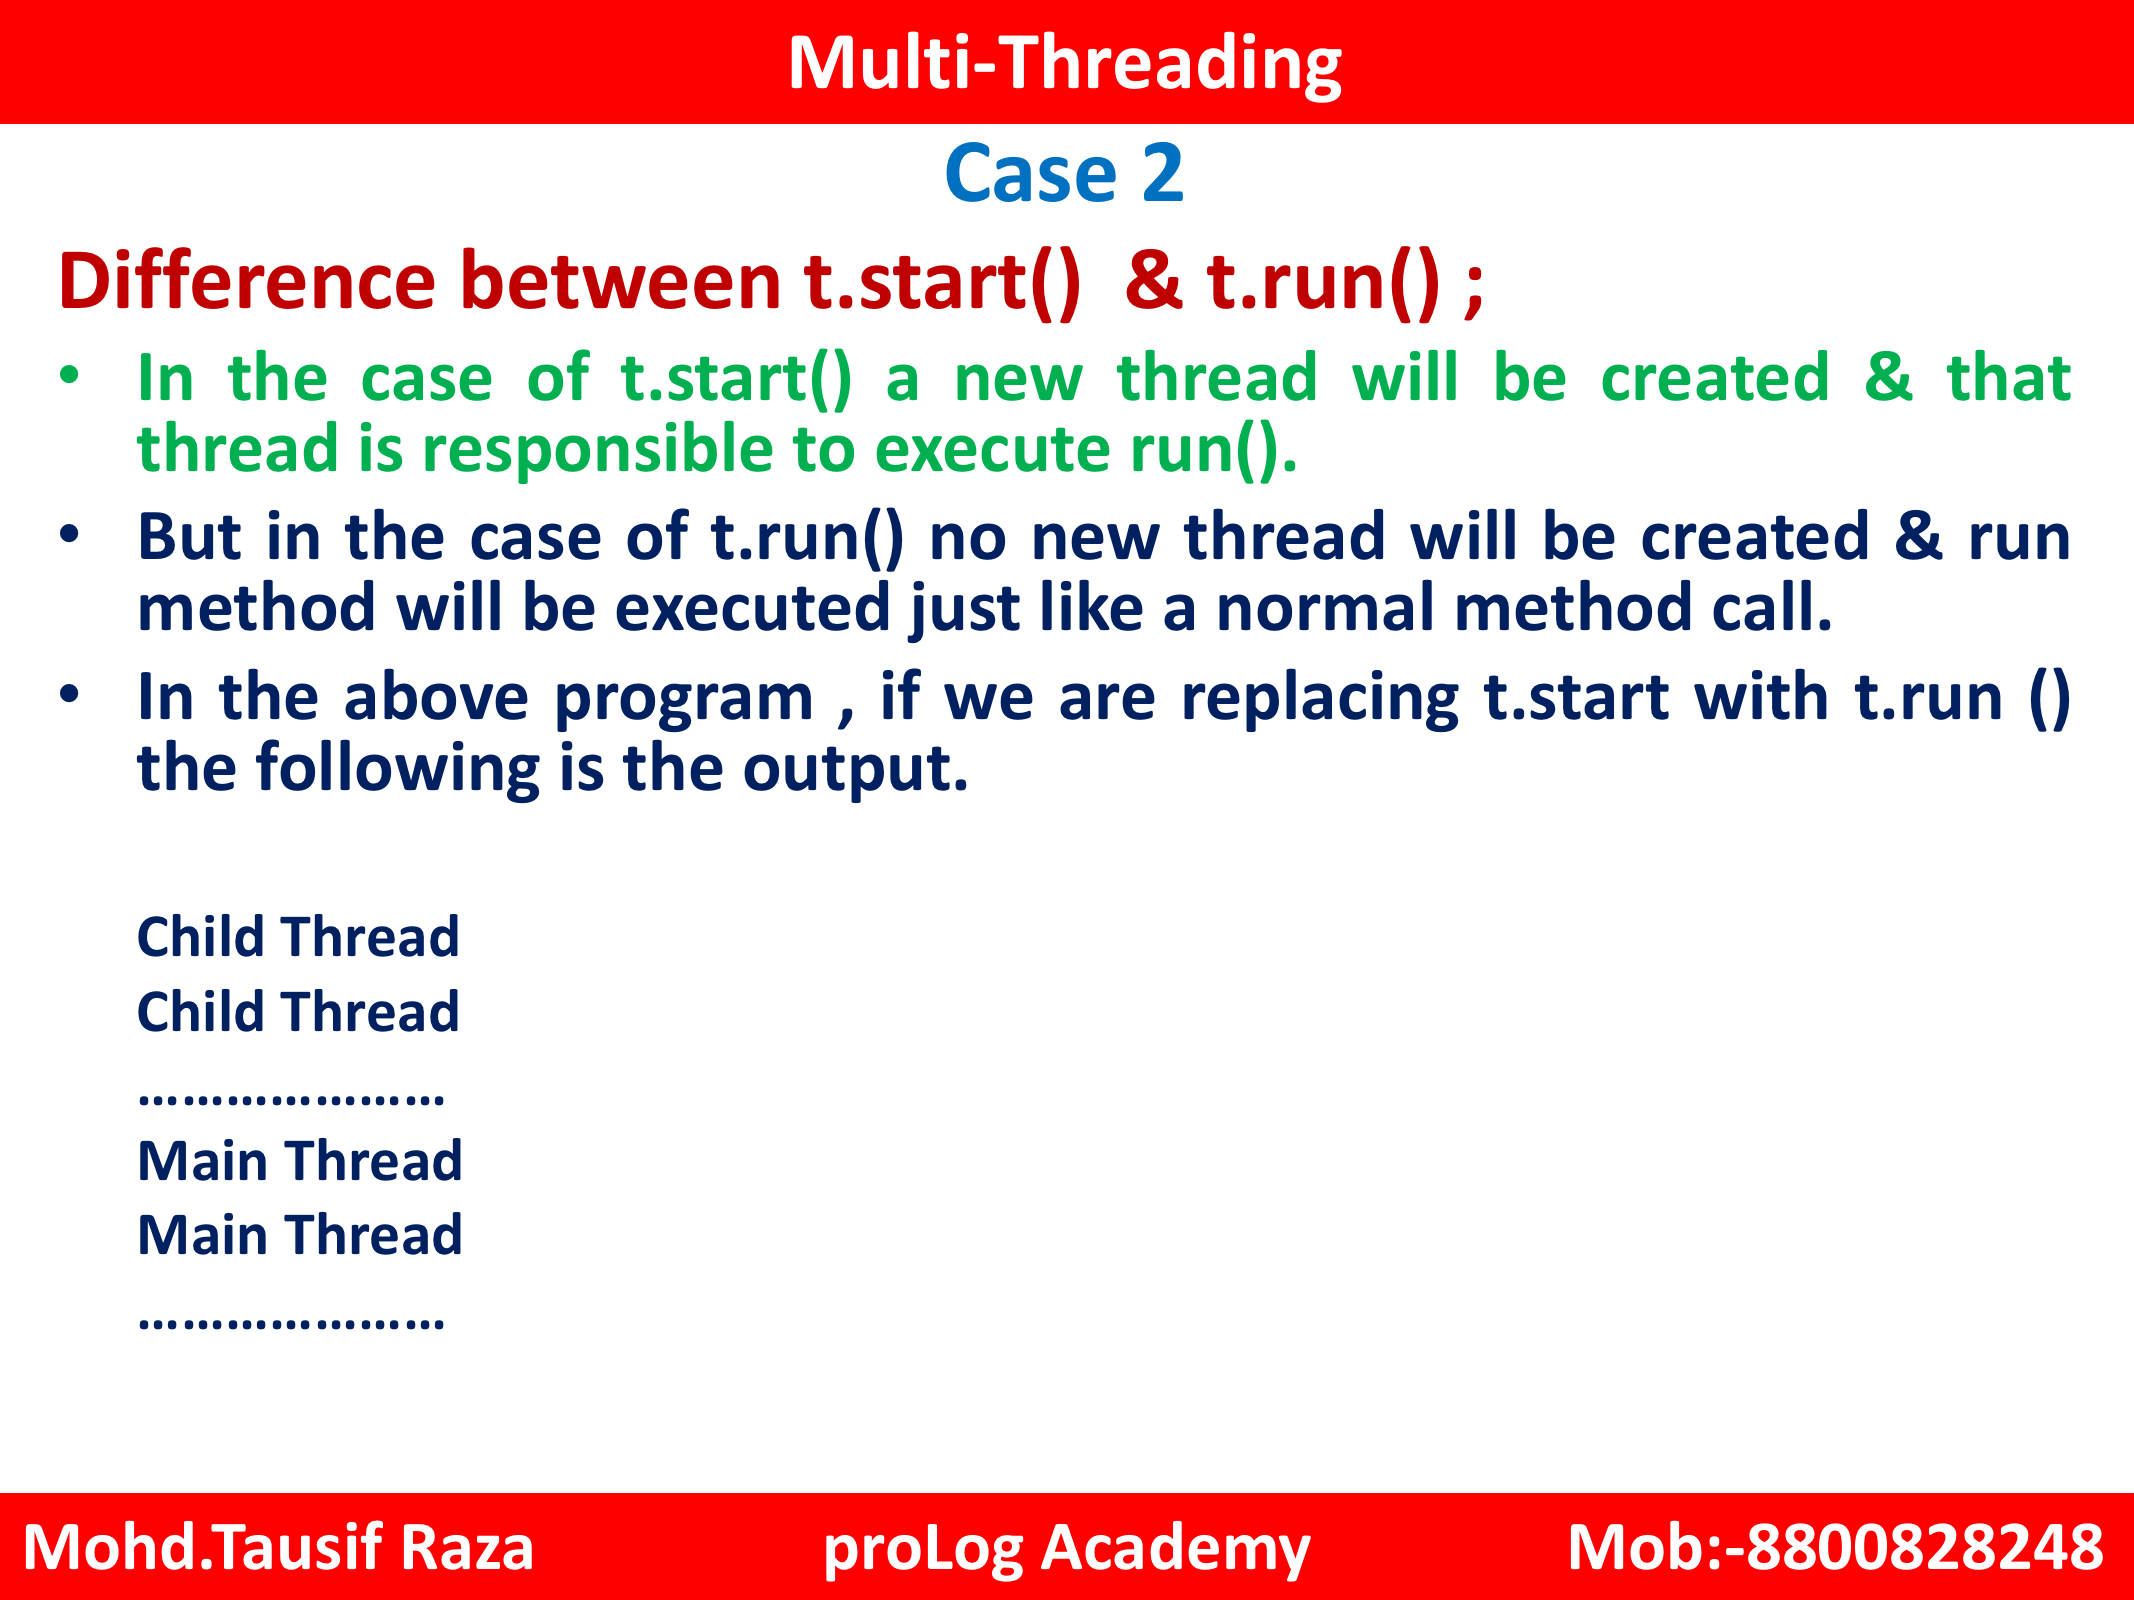 Multi-Threading
Case 2
Difference between t.start() & t.run() ;
• In the case of t.start() a new thread will be created & that
thread is responsible to execute run().
• But in the case of t.run() no new thread will be created & run
method will be executed just like a normal method call.
• In the above program , if we are replacing t.start with t.run ()
the following is the output.
Child Thread
Child Thread
…………………
Main Thread
Main Thread
…………………
Mohd.Tausif Raza proLog Academy Mob:-8800828248